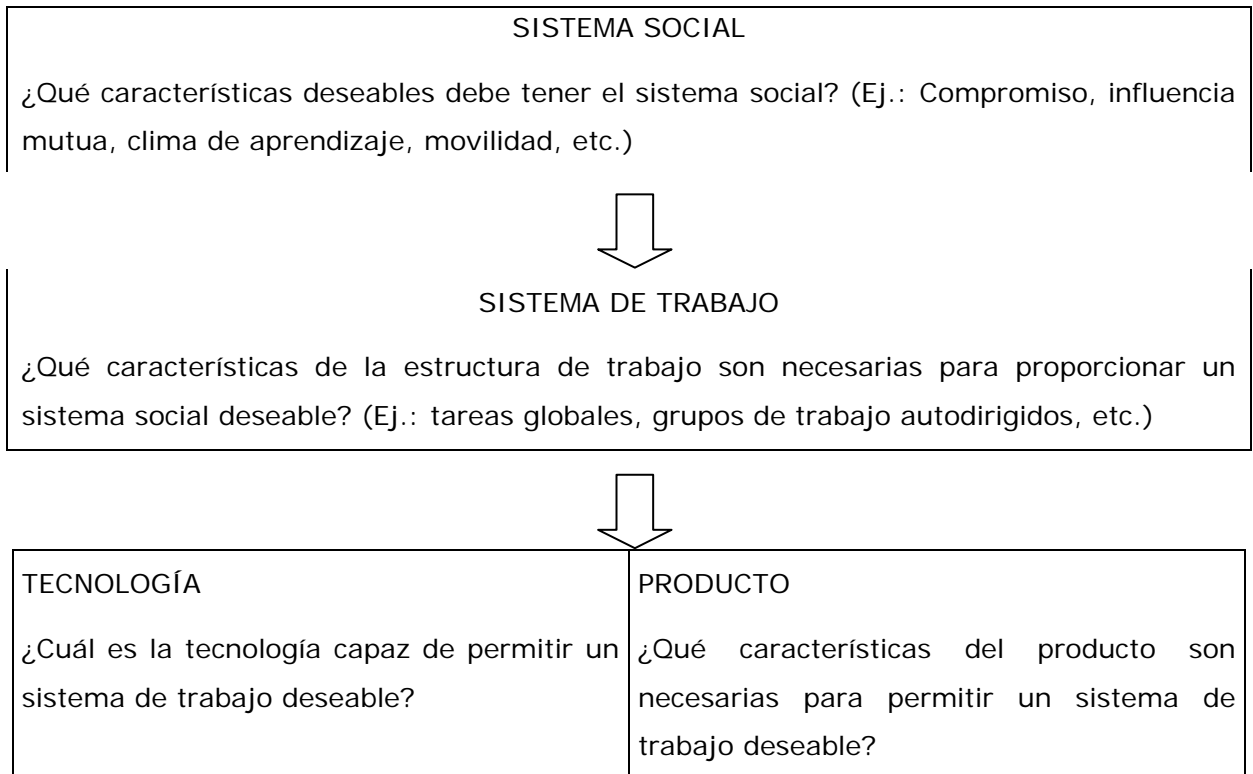 SISTEMA SOCIAL
¿Qué características deseables debe tener el sistema social? (Ej.: Compromiso, influencia
mutua, clima de aprendizaje, movilidad, etc.)
SISTEMA DE TRABAJO
¿Qué características de la estructura de trabajo son necesarias para proporcionar un
sistema social deseable? (Ej.: tareas globales, grupos de trabajo autodirigidos, etc.)
TECNOLOGÍA
¿Cuál es la tecnología capaz de permitir un
sistema de trabajo deseable?
PRODUCTO
¿Qué características del producto son
necesarias para permitir un sistema de
trabajo deseable?